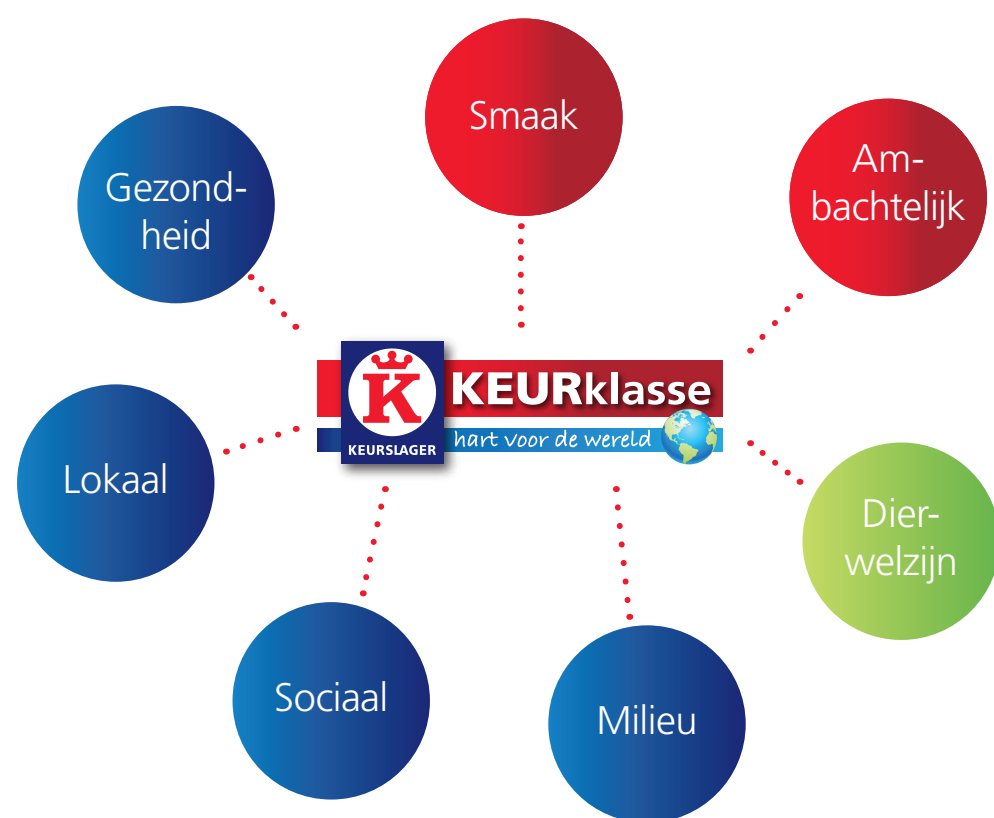 Smaak
Am-
bachtelijk
Gezond-
heid
K
KEURSLAGER
KEURklasse
hart voor de wereld
Lokaal
Dier-
welzijn
Sociaal
Milieu